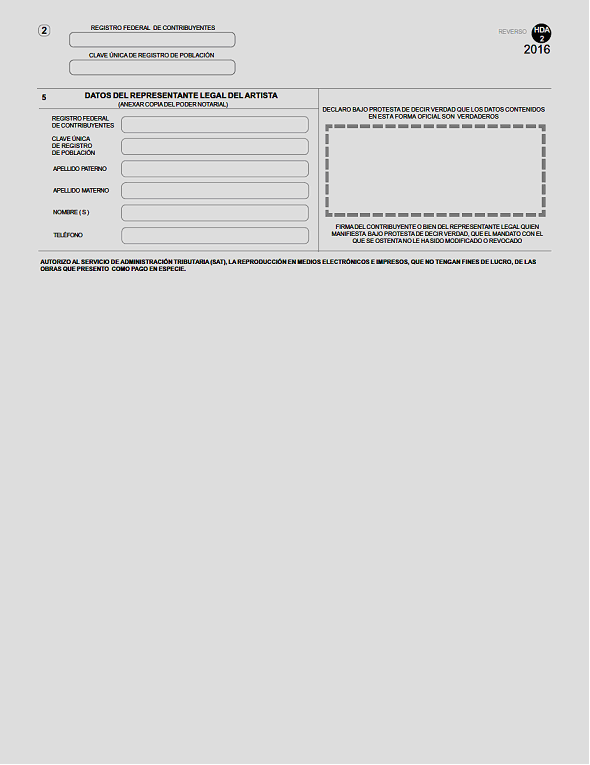 2
REGISTRO FEDERAL DE CONTRIBUYENTES
REVERSO
HDA
2
2016
CLAVE ÚNICA DE REGISTRO DE POBLACIÓN
5
DATOS DEL REPRESENTANTE LEGAL DEL ARTISTA
(ANEXAR COPIA DEL PODER NOTARIAL)
REGISTRO FEDERAL
DE CONTRIBUYENTES
CLAVE ÚNICA
DE REGISTRO
DE POBLACIÓN
APELLIDO PATERNO
APELLIDO MATERNO
NOMBRE ( S )
TELÉFONO
DECLARO BAJO PROTESTA DE DECIR VERDAD QUE LOS DATOS CONTENIDOS
EN ESTA FORMA OFICIAL SON VERDADEROS
FIRMA DEL CONTRIBUYENTE O BIEN DEL REPRESENTANTE LEGAL QUIEN
MANIFIESTA BAJO PROTESTA DE DECIR VERDAD, QUE EL MANDATO CON EL
QUE SE OSTENTA NO LE HA SIDO MODIFICADO O REVOCADO
AUTORIZO AL SERVICIO DE ADMINISTRACIÓN TRIBUTARIA (SAT), LA REPRODUCCIÓN EN MEDIOS ELECTRÓNICOS E IMPRESOS, QUE NO TENGAN FINES DE LUCRO, DE LAS
OBRAS QUE PRESENTO COMO PAGO EN ESPECIE.